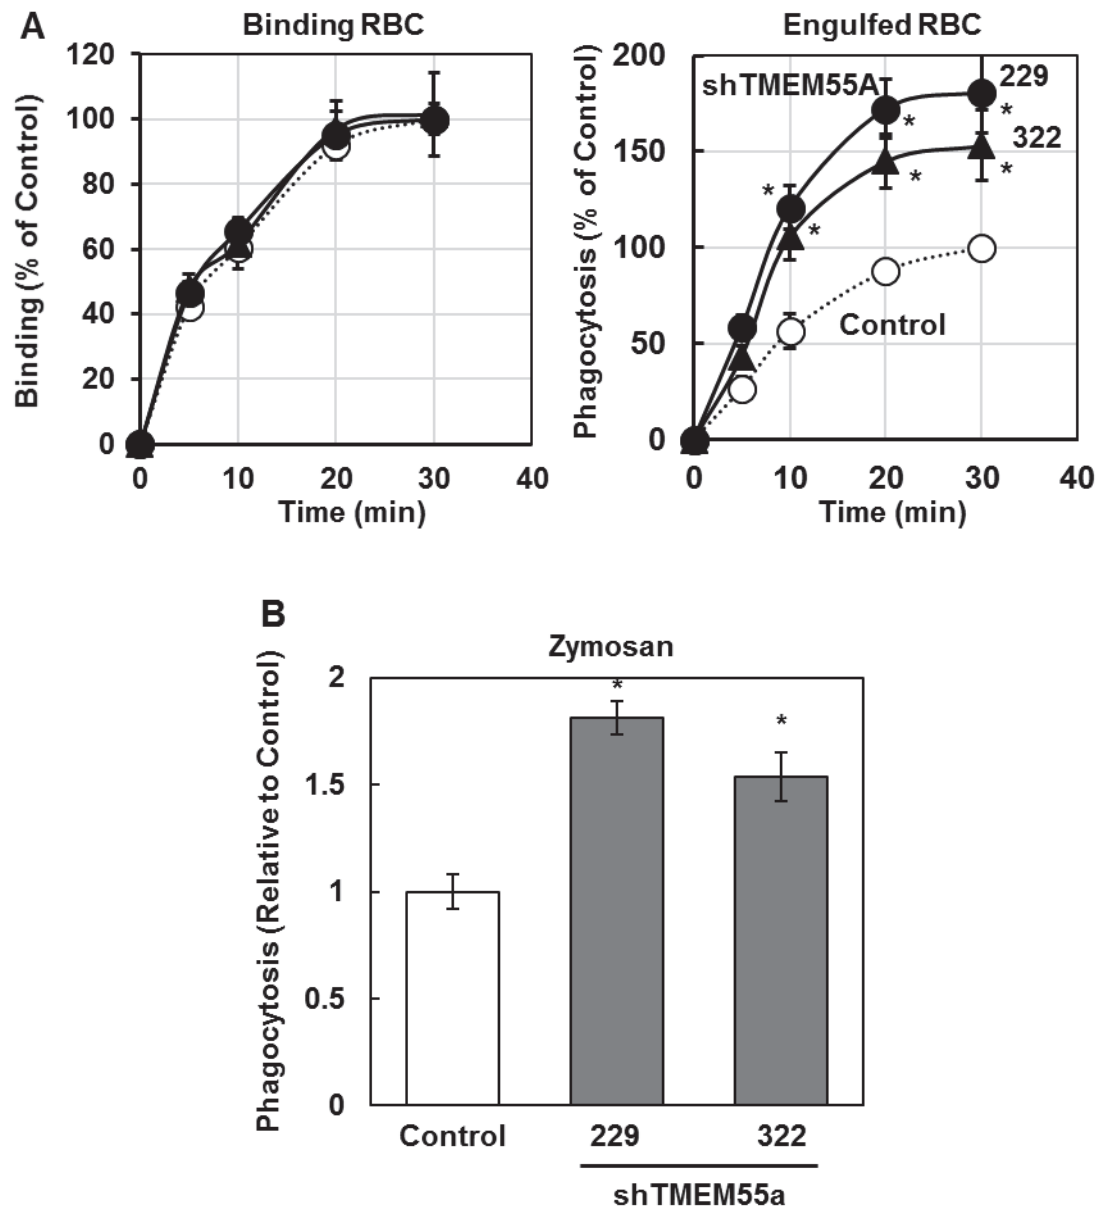 A
Binding RBC
Binding (% of Control)
120
100
80
60
40
20
0
0 10 20 30 40
Time (min)
Engulfed RBC
Phagocytosis (% of Control)
200
150
100
50
0
shTMEM55A
229
*
322
*
*
*
*
*
Control
0 10 20 30 40
Time (min)
B
Zymosan
Phagocytosis (Relative to Control)
2
1.5
1
0.5
0
*
*
Control 229 322
shTMEM55a